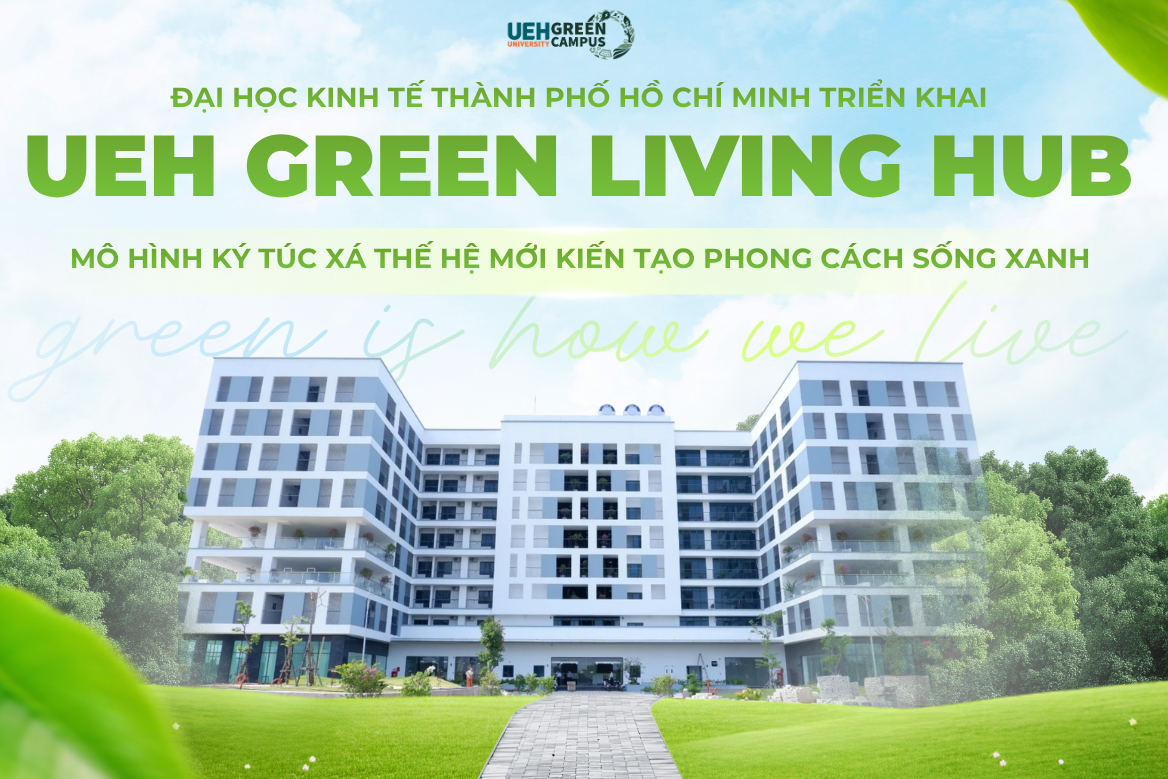 UEH GREEN
UNIVERSITY CAMPUS
ĐẠI HỌC KINH TẾ THÀNH PHỐ HỒ CHÍ MINH TRIỂN KHAI
UEH GREEN LIVING HUB
MÔ HÌNH KÝ TÚC XÁ THẾ HỆ MỚI KIẾN TẠO PHONG CÁCH SỐNG XANH
green is how we live